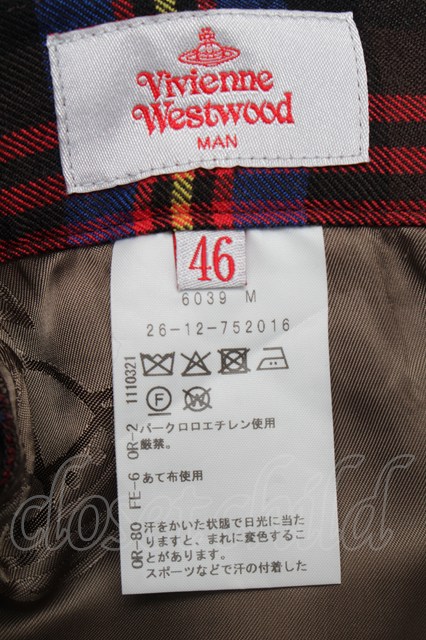 Vivienne
Westwood
MAN
46
6039 M
26-12-752016
1110321
F
W
OR-2 パークロロエチレン使用
厳禁。
FE-6 あて布使用
OR-80 汗をかいた状態で日光に当た
りますと、まれに変色するこ
とがあります。
スポーツなどで汗の付着した
closet child